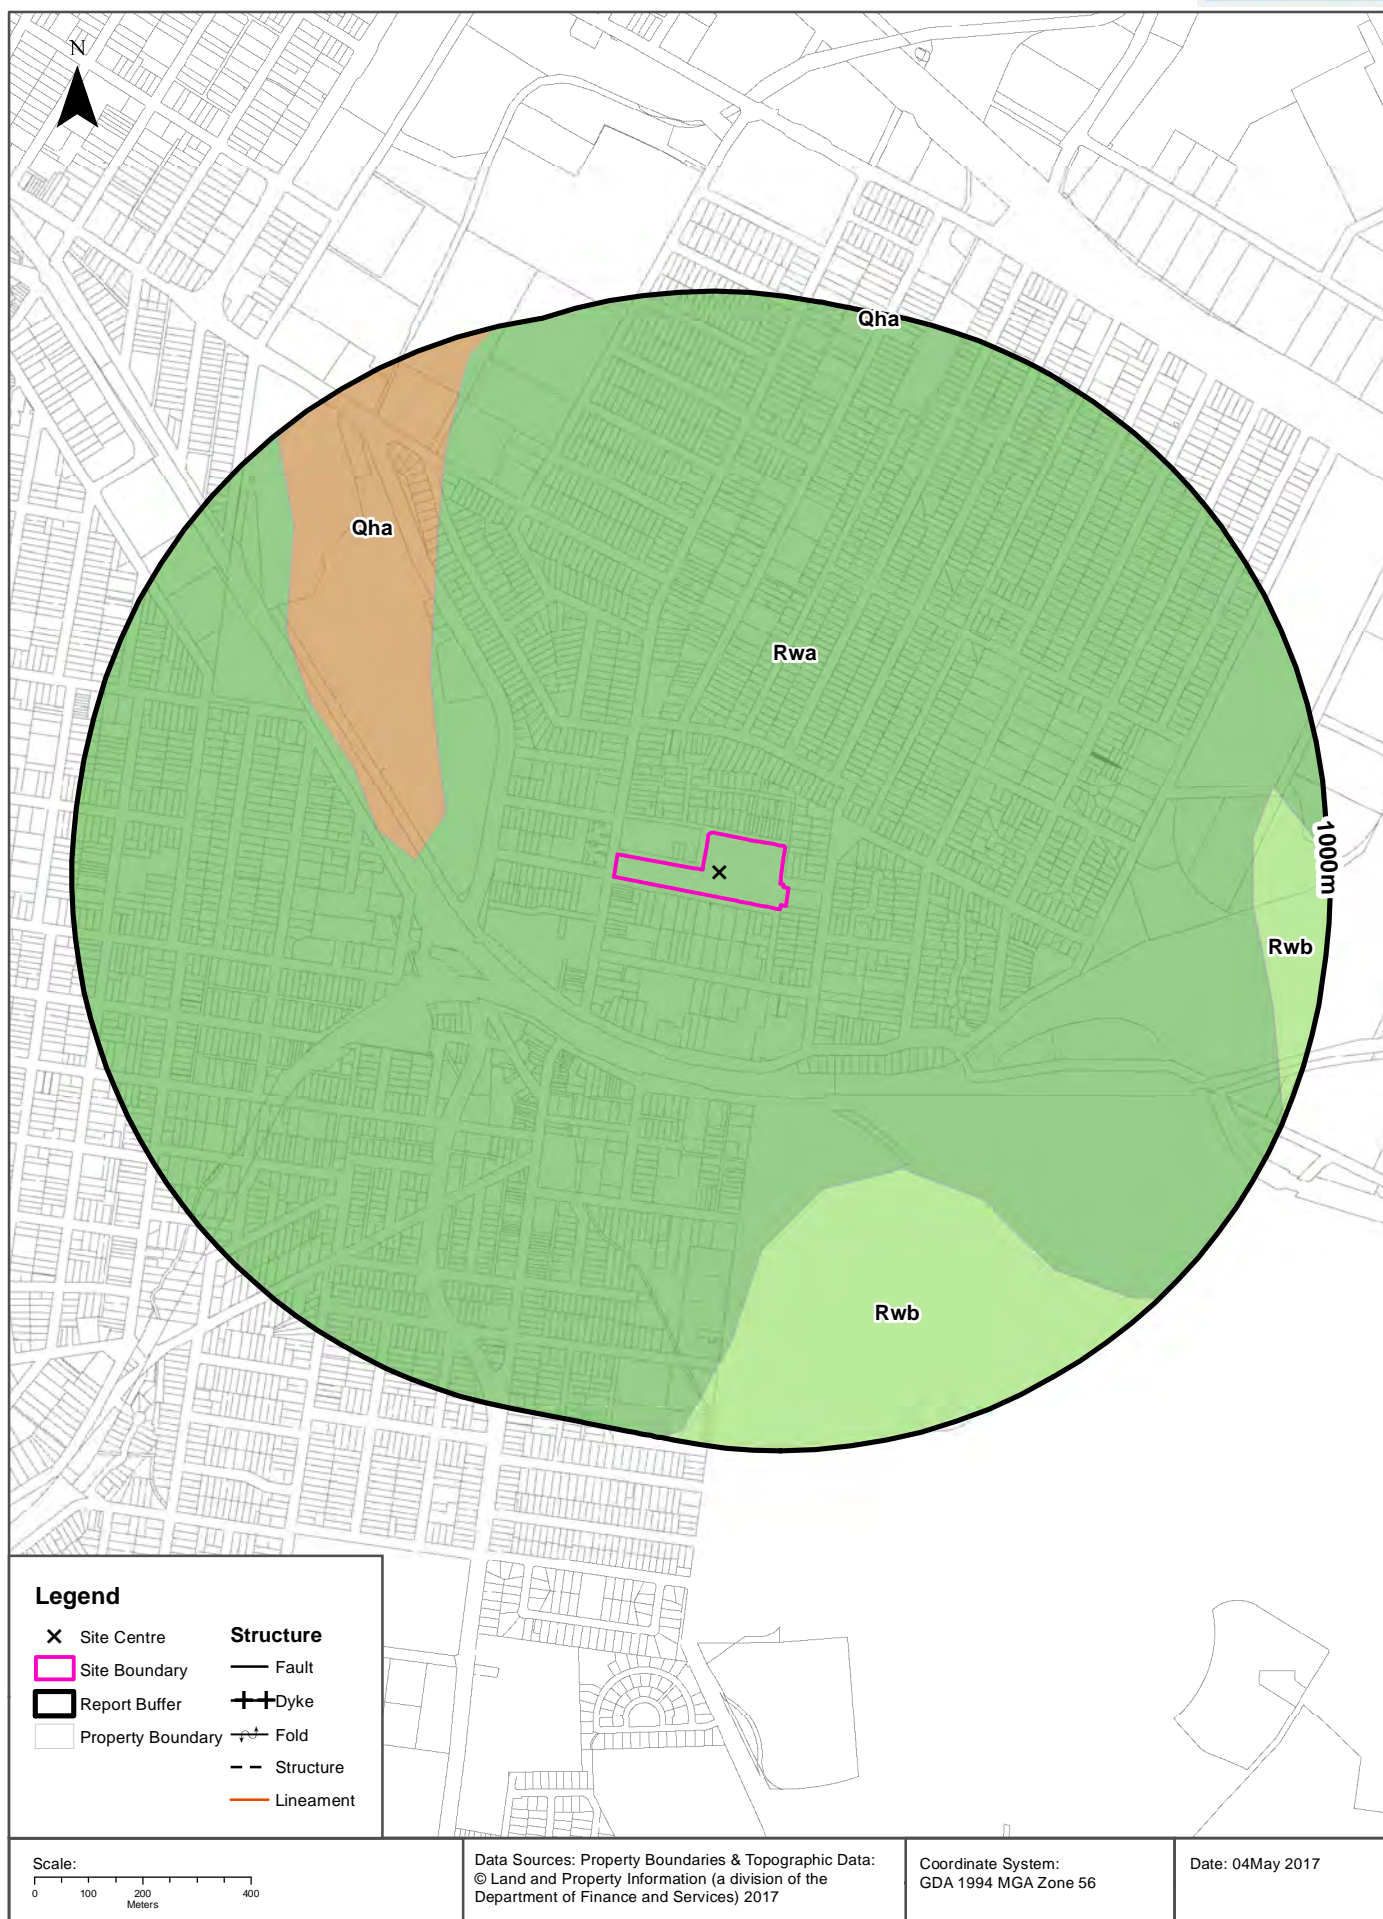 N
Qha
Qha
Rwa
1000m
Rwb
Rwb
Legend
Site Centre
Site Boundary
Report Buffer
Property Boundary
Structure
Fault
Dyke
Fold
Structure
Lineament
Scale:
0 100 200 400
Meters
Data Sources: Property Boundaries & Topographic Data:
© Land and Property Information (a division of the
Department of Finance and Services) 2017
Coordinate System:
GDA 1994 MGA Zone 56
Date: 04May 2017